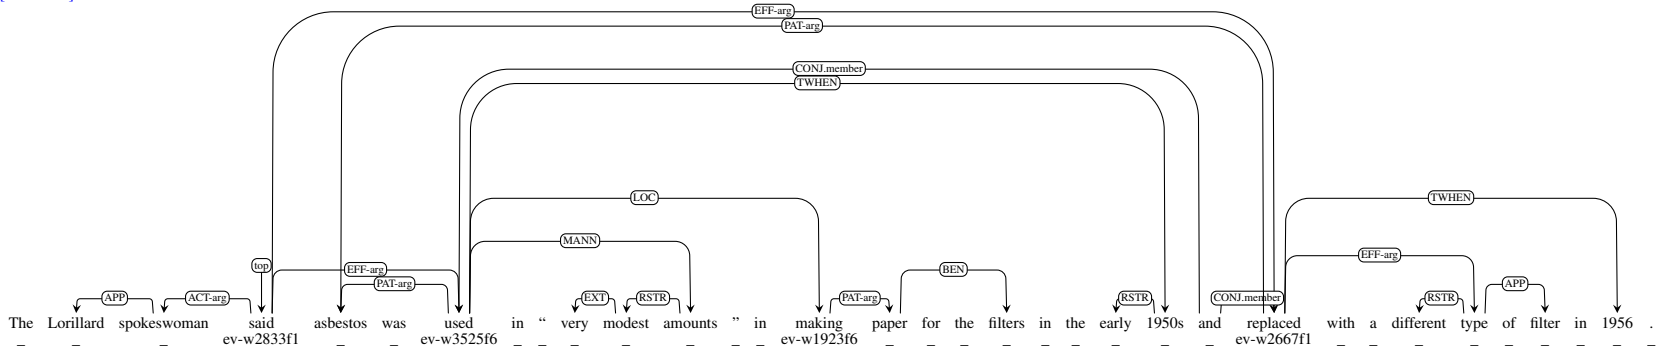 EFF-arg
PAT-arg
CONJ.member
TWHEN
LOC TWHEN
MANN
EFF-arg
top EFF-arg BEN
PAT-arg APP
APP ACT-arg EXT RSTR PAT-arg RSTR CONJ.member RSTR
The Lorillard spokeswoman said asbestos was used in “ very modest amounts ” in making paper for the filters in the early 1950s and replaced with a different type of filter in 1956 .
_ _ _ ev-w2833f1 _ _ ev-w3525f6 _ _ _ _ _ _ _ ev-w1923f6 _ _ _ _ _ _ _ _ _ ev-w2667f1 _ _ _ _ _ _ _ _ _